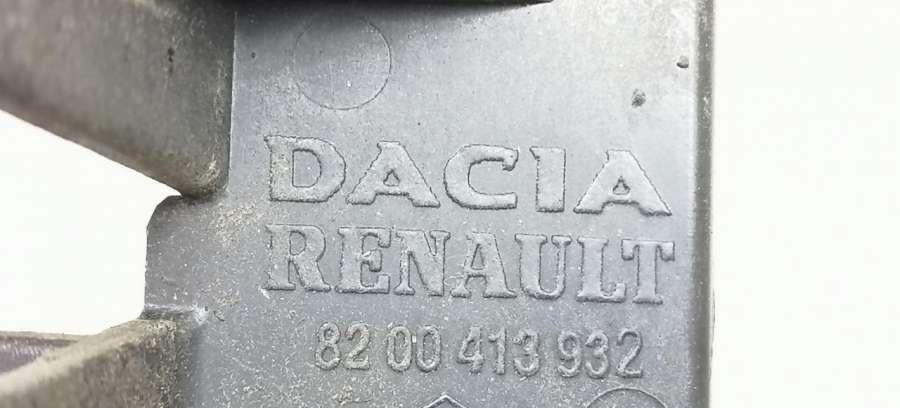 DACIA
RENAULT
82 00 413 932